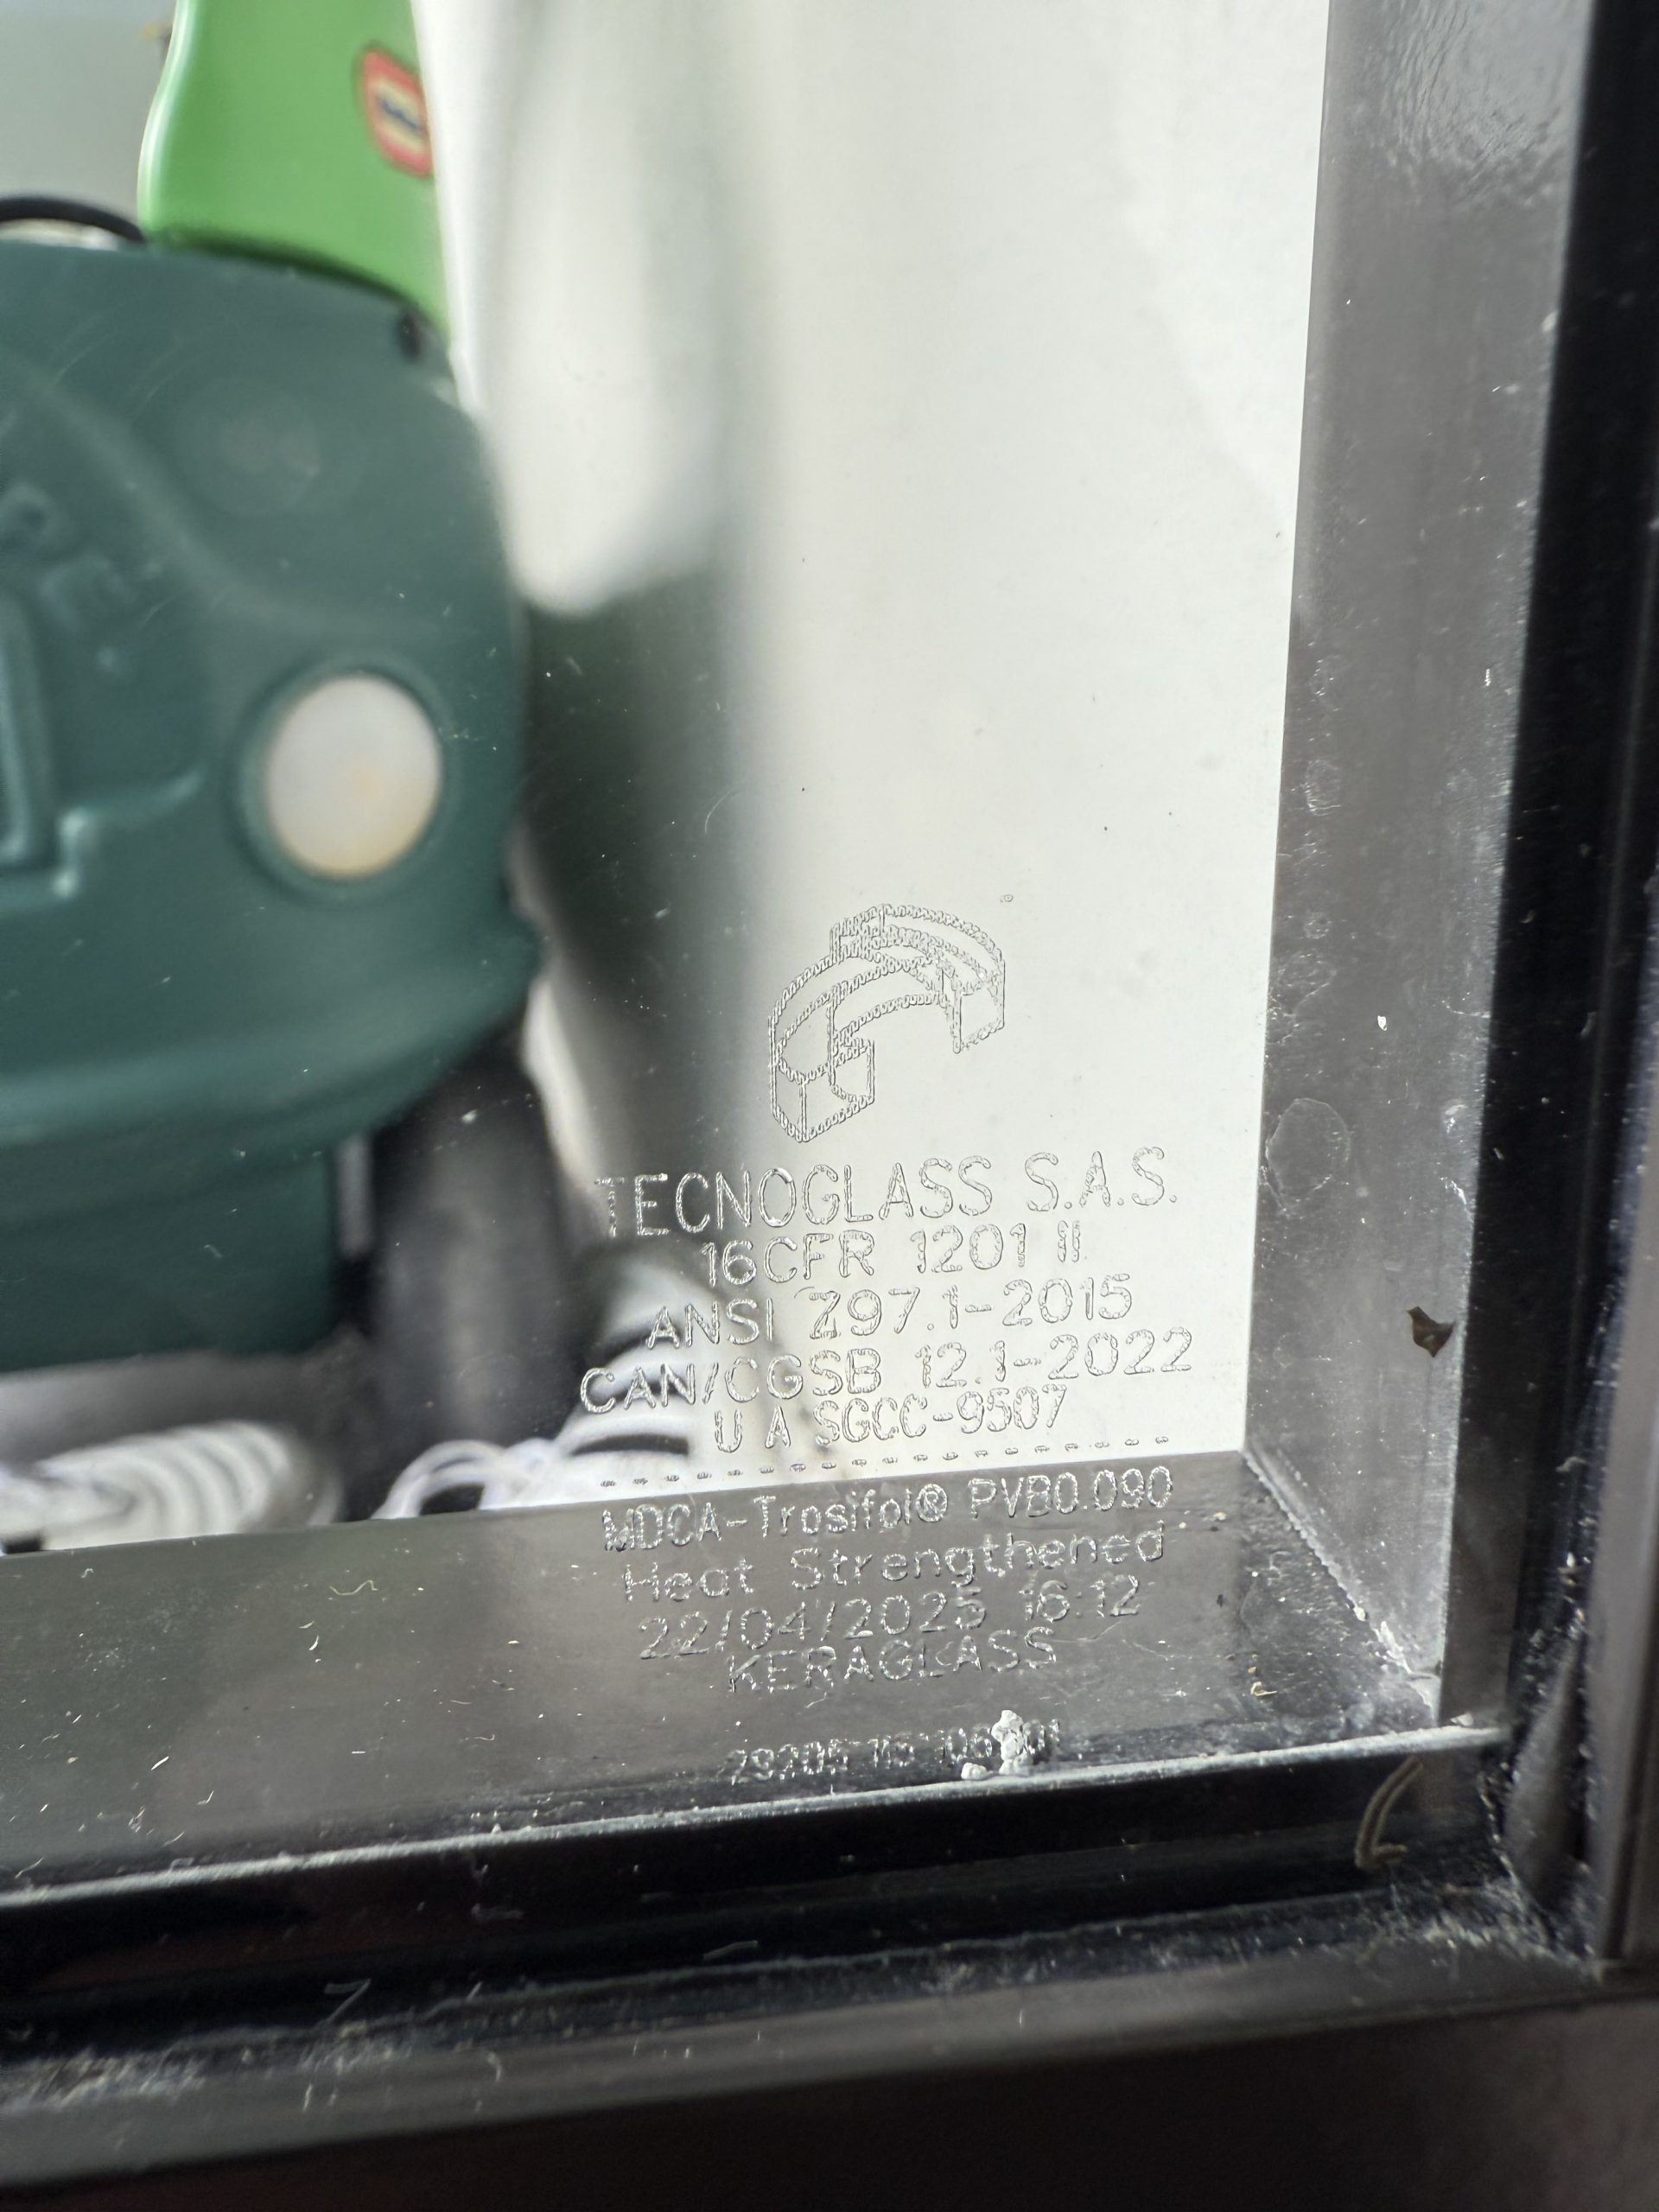 TECNOGLASS S.A.S.
16CFR 1201 II
ANSI Z97.1-2015
CAN/CGSB 12.1-2022
U A SGCC-9507
MDCA-Trosifol® PVB0.090
Heat Strengthened
22/04/2025 16:12
KERAGLASS